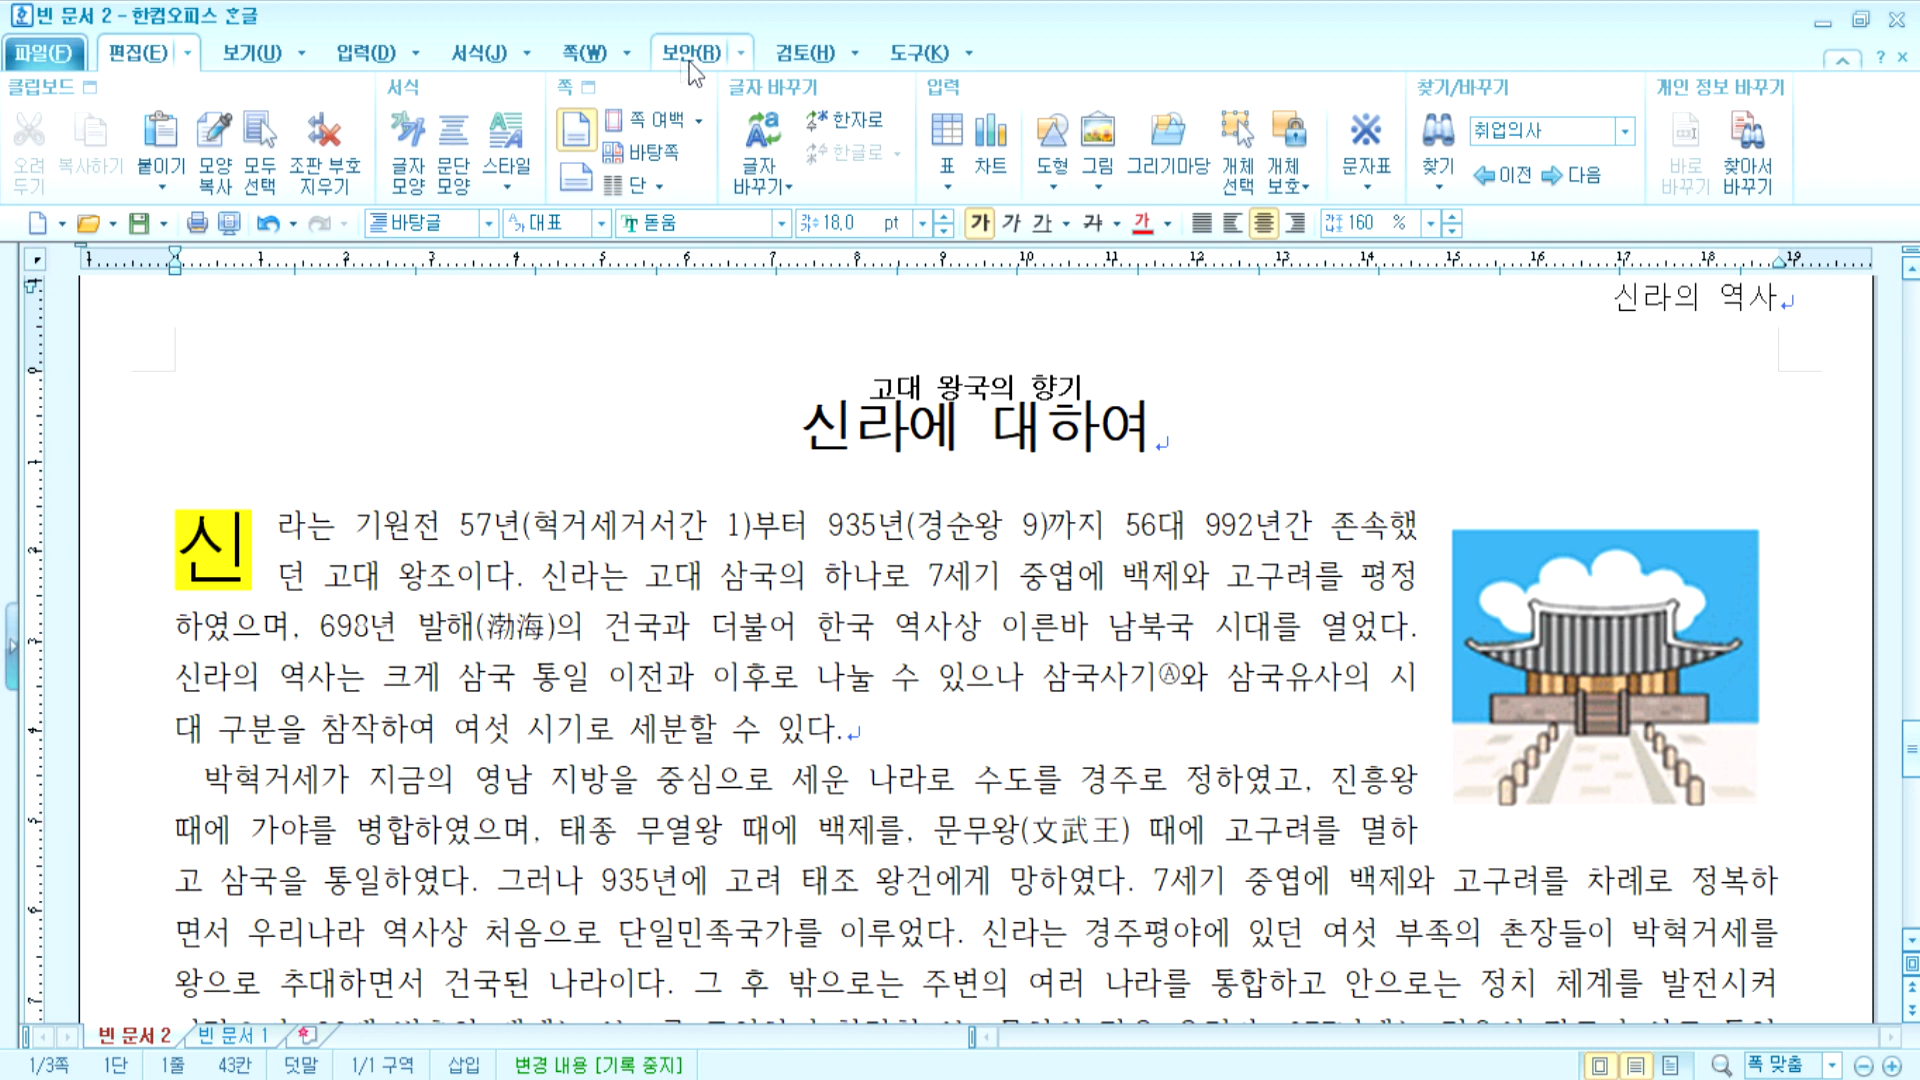 빈 문서 2 - 한컴오피스 한글
파일(F) 편집(E) 보기(U) 입력(D) 서식(J) 쪽(W) 보안(R) 검토(H) 도구(K)
클립보드 서식 쪽 글자 바꾸기 입력 찾기/바꾸기 개인 정보 바꾸기
오려 두기 복사하기 붙이기 모양 복사 모두 선택 조판 부호 지우기 글자 모양 문단 모양 스타일 쪽 여백 바탕쪽 단 글자 바꾸기 한자로 한글로 표 차트 도형 그림 그리기마당 개체 선택 개체 보호 문자표 찾기 취업의사 이전 다음 바로 바꾸기 찾아서 바꾸기
바탕글 대표 돋움 18.0 pt 가 가 가 가 가 160 %
1 1 2 3 4 5 6 7 8 9 10 11 12 13 14 15 16 17 18 19
신라의 역사
고대 왕국의 향기
신라에 대하여
신라는 기원전 57년(혁거세거서간 1)부터 935년(경순왕 9)까지 56대 992년간 존속했
던 고대 왕조이다. 신라는 고대 삼국의 하나로 7세기 중엽에 백제와 고구려를 평정
하였으며, 698년 발해(渤海)의 건국과 더불어 한국 역사상 이른바 남북국 시대를 열었다.
신라의 역사는 크게 삼국 통일 이전과 이후로 나눌 수 있으나 삼국사기Ⓐ와 삼국유사의 시
대 구분을 참작하여 여섯 시기로 세분할 수 있다.
박혁거세가 지금의 영남 지방을 중심으로 세운 나라로 수도를 경주로 정하였고, 진흥왕
때에 가야를 병합하였으며, 태종 무열왕 때에 백제를, 문무왕(文武王) 때에 고구려를 멸하
고 삼국을 통일하였다. 그러나 935년에 고려 태조 왕건에게 망하였다. 7세기 중엽에 백제와 고구려를 차례로 정복하
면서 우리나라 역사상 처음으로 단일민족국가를 이루었다. 신라는 경주평야에 있던 여섯 부족의 촌장들이 박혁거세를
왕으로 추대하면서 건국된 나라이다. 그 후 밖으로는 주변의 여러 나라를 통합하고 안으로는 정치 체계를 발전시켜
빈 문서 2 빈 문서 1
1/3쪽 1단 1줄 43칸 덧말 1/1 구역 삽입 변경 내용 [기록 중지] 폭 맞춤